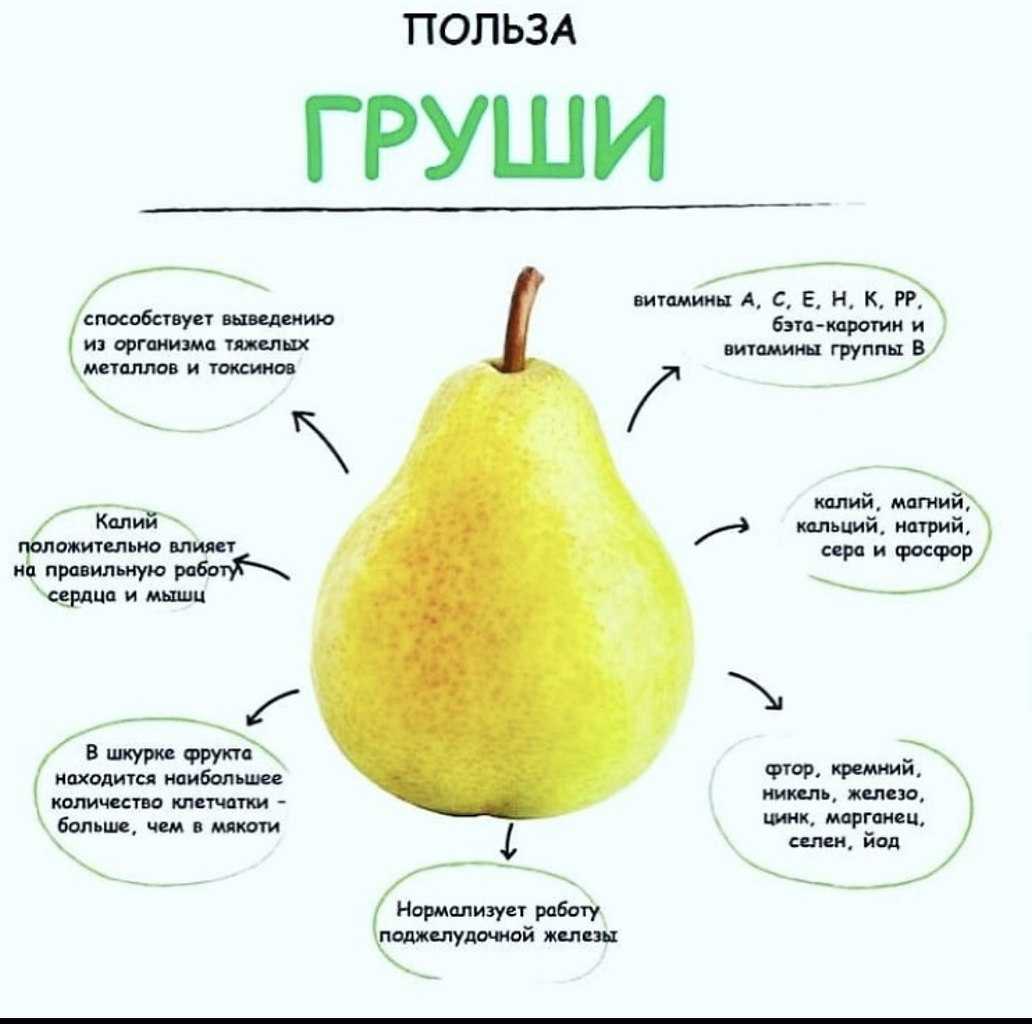 ПОЛЬЗА
ГРУШИ
способствует выведению
из организма тяжелых
металлов и токсинов
витамины А, С, Е, Н, К, РР,
бэта-каротин и
витамины группы В
Калий
положительно влияет
на правильную работу
сердца и мышц
калий, магний,
кальций, натрий,
сера и фосфор
В шкурке фрукта
находится наибольшее
количество клетчатки -
больше, чем в мякоти
фтор, кремний,
никель, железо,
цинк, марганец,
селен, йод
Нормализует работу
поджелудочной железы